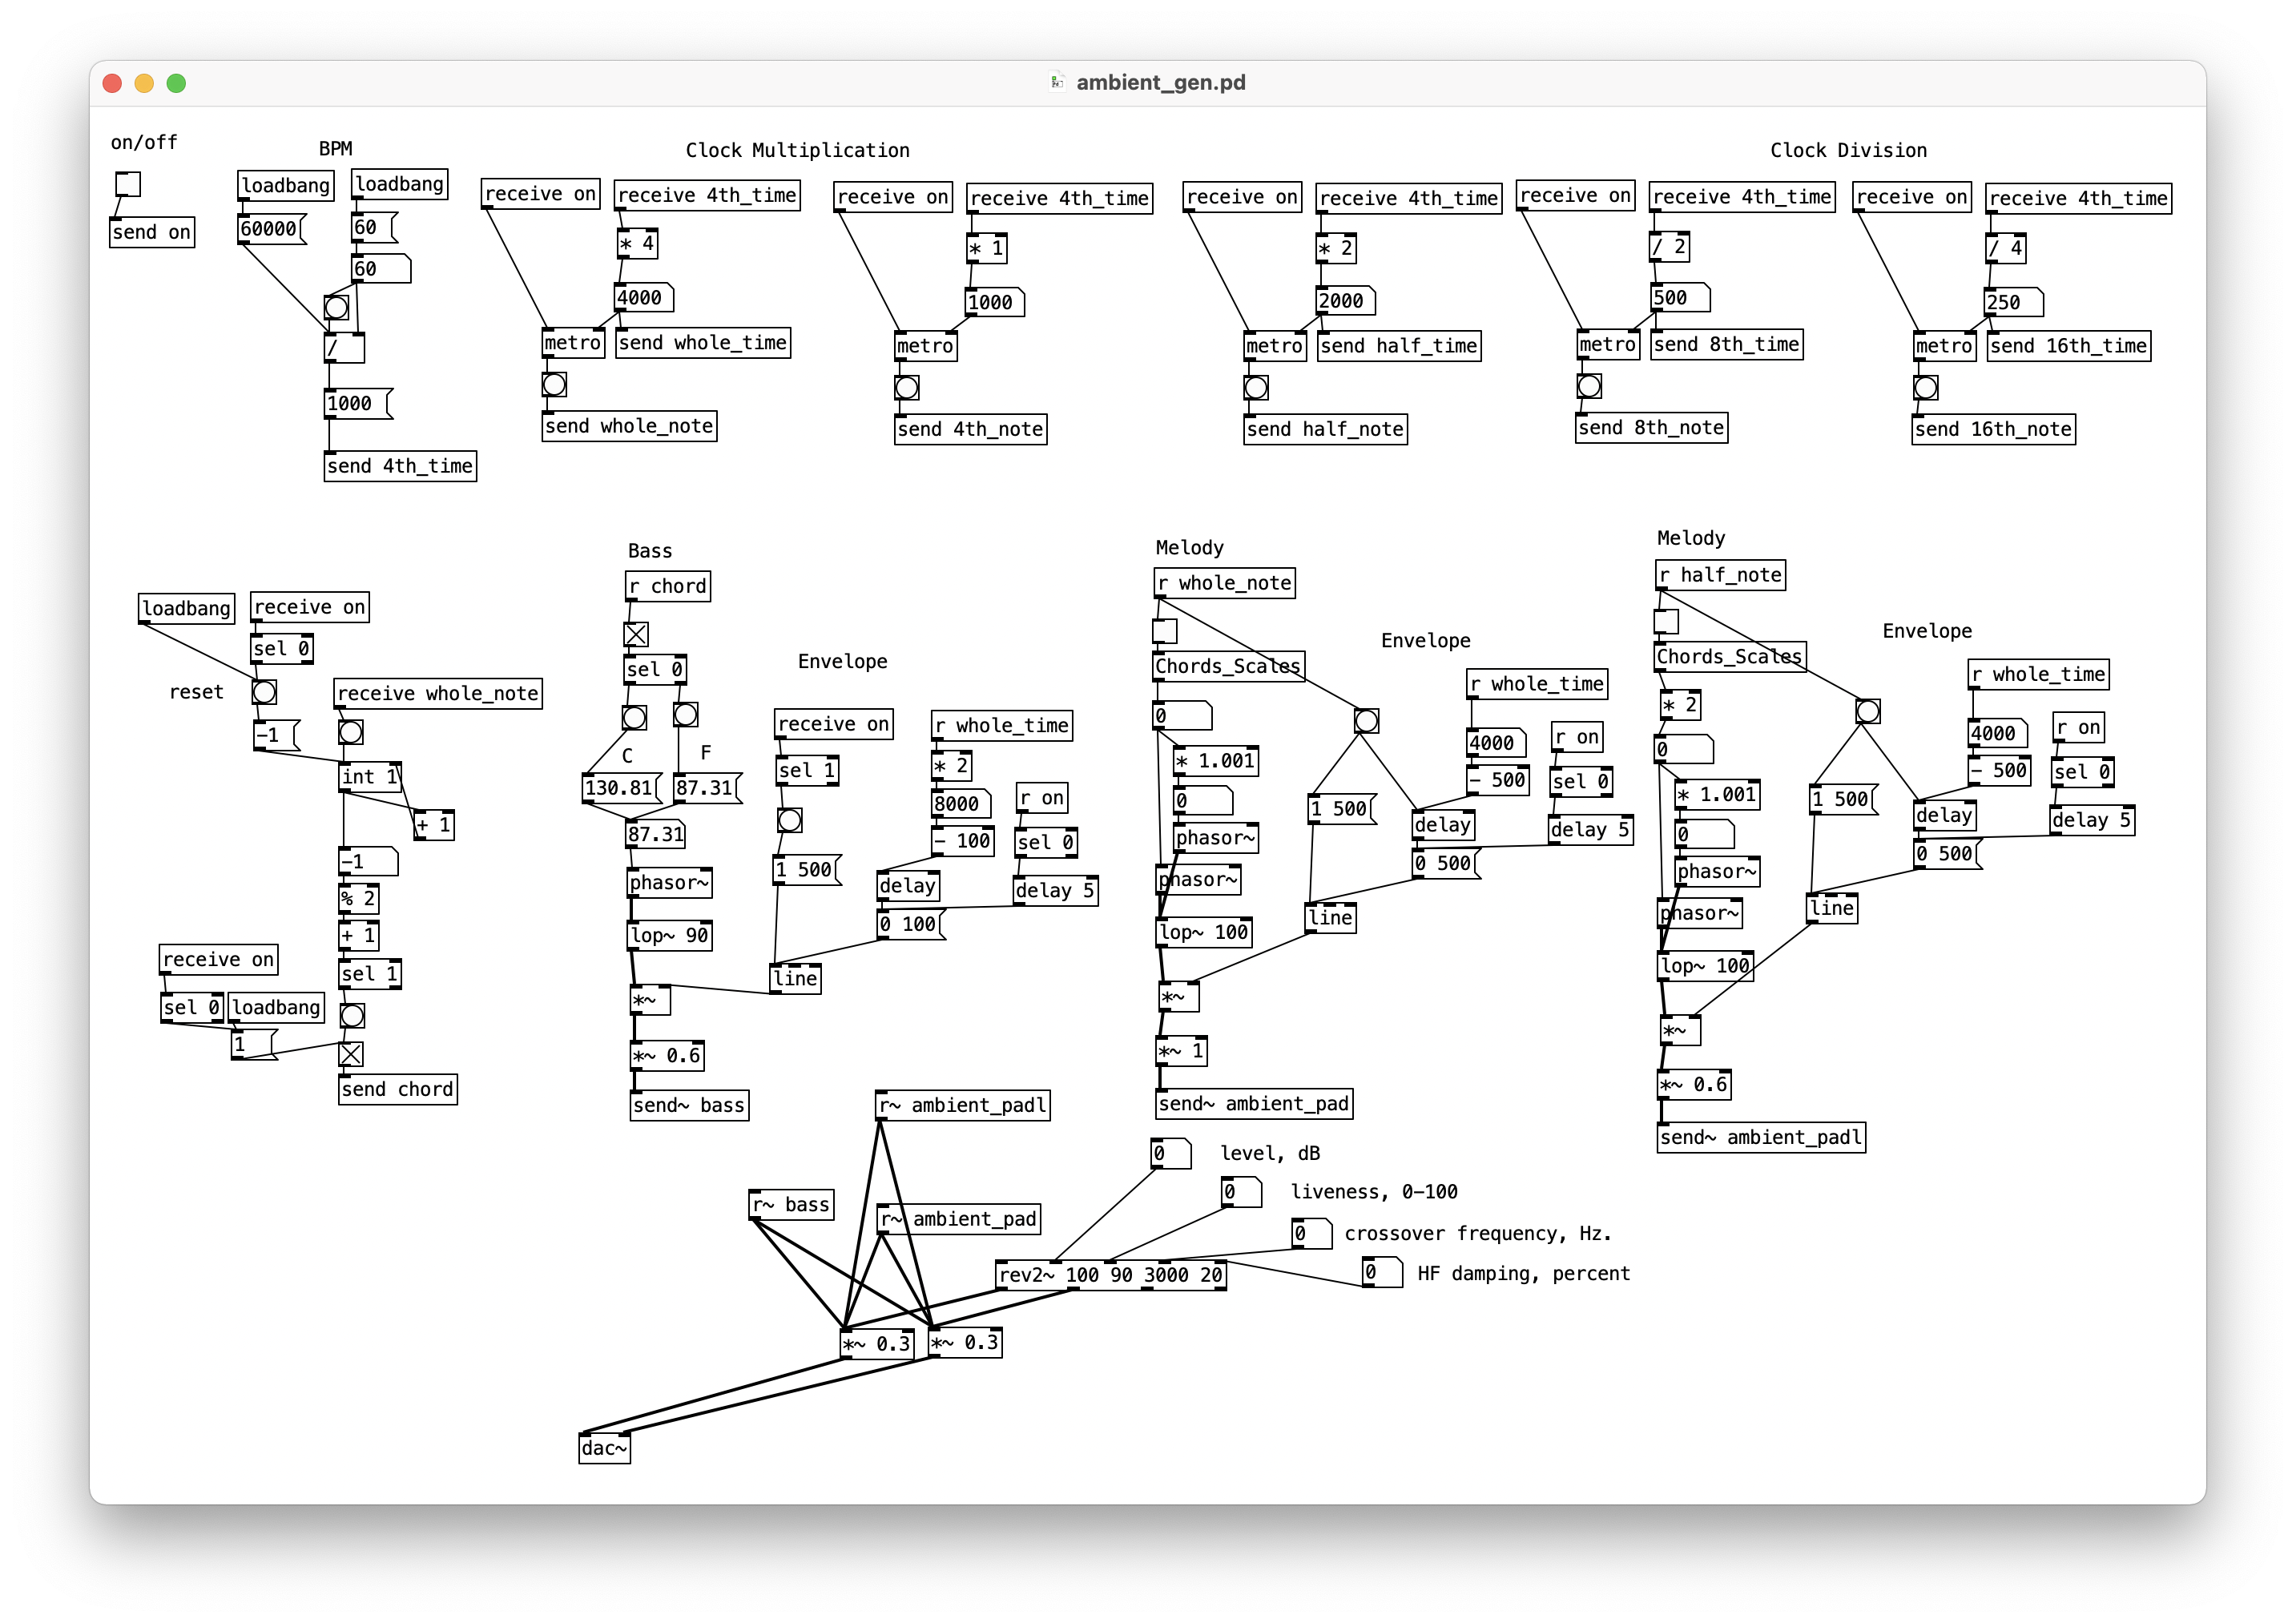 ambient_gen.pd
on/off
send on
BPM
loadbang
loadbang
60000
60
60
/
1000
send 4th_time
Clock Multiplication
receive on
receive 4th_time
* 4
4000
metro
send whole_time
send whole_note
receive on
receive 4th_time
* 1
1000
metro
send 4th_note
receive on
receive 4th_time
* 2
2000
metro
send half_time
send half_note
Clock Division
receive on
receive 4th_time
/ 2
500
metro
send 8th_time
send 8th_note
receive on
receive 4th_time
/ 4
250
metro
send 16th_time
send 16th_note
loadbang
receive on
sel 0
reset
-1
receive whole_note
int 1
+ 1
-1
% 2
+ 1
sel 1
receive on
sel 0
loadbang
1
send chord
Bass
r chord
sel 0
C
F
130.81
87.31
87.31
phasor~
lop~ 90
*~
*~ 0.6
send~ bass
Envelope
receive on
sel 1
1 500
r whole_time
* 2
8000
- 100
delay
0 100
r on
sel 0
delay 5
line
Melody
r whole_note
Chords_Scales
0
* 1.001
0
phasor~
phasor~
lop~ 100
*~
*~ 1
send~ ambient_pad
Envelope
r whole_time
4000
- 500
1 500
delay
0 500
r on
sel 0
delay 5
line
Melody
r half_note
Chords_Scales
* 2
0
* 1.001
0
phasor~
phasor~
lop~ 100
*~
*~ 0.6
send~ ambient_padl
Envelope
r whole_time
4000
- 500
1 500
delay
0 500
r on
sel 0
delay 5
line
r~ ambient_padl
r~ bass
r~ ambient_pad
0
level, dB
0
liveness, 0-100
0
crossover frequency, Hz.
0
HF damping, percent
rev2~ 100 90 3000 20
*~ 0.3
*~ 0.3
dac~